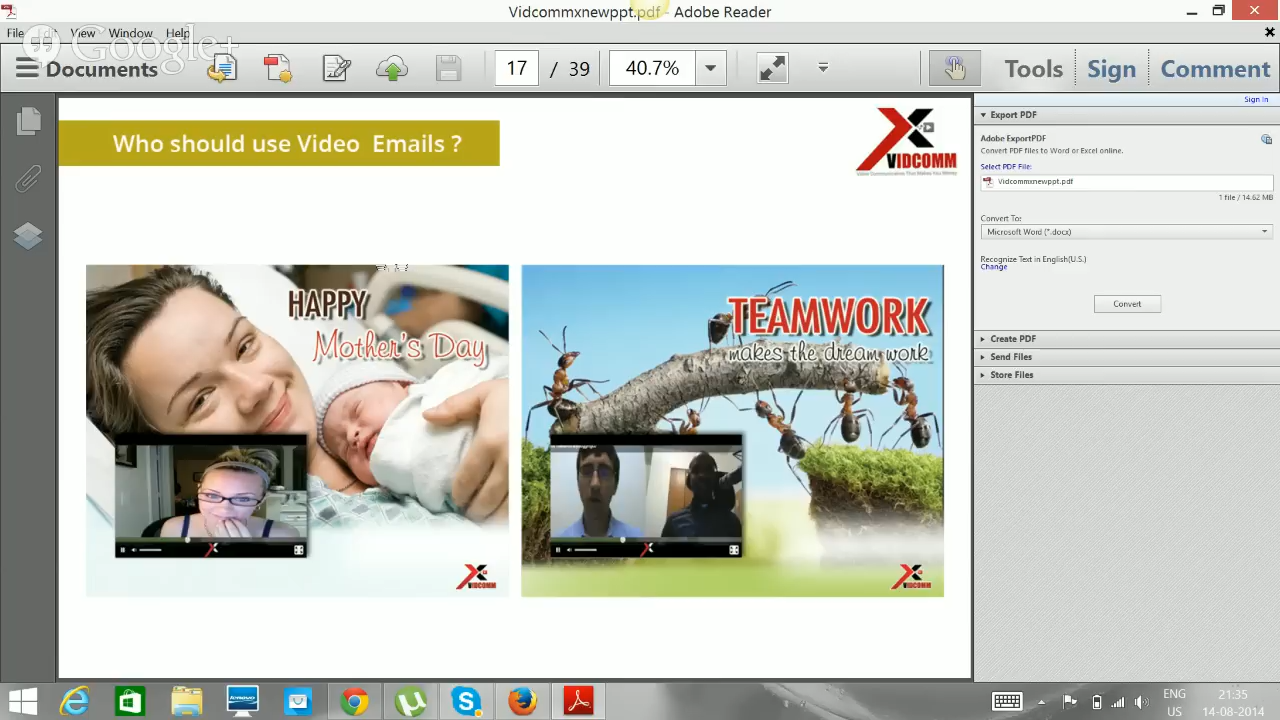 Vidcommxnewppt.pdf - Adobe Reader
File View Window Help
Google+
Documents
17 / 39
40.7%
Tools
Sign
Comment
Sign In
Who should use Video Emails ?
VIDCOMM
Export PDF
Adobe ExportPDF
Convert PDF files to Word or Excel online.
Select PDF File:
Vidcommxnewppt.pdf
1 file / 14.62 MB
Convert To:
Microsoft Word (*.docx)
Recognize Text in English(U.S.)
Change
Convert
Create PDF
Send Files
Store Files
HAPPY
Mother's Day
VIDCOMM
TEAMWORK
makes the dream work
VIDCOMM
lenovo
ENG
US
21:35
14-08-2014